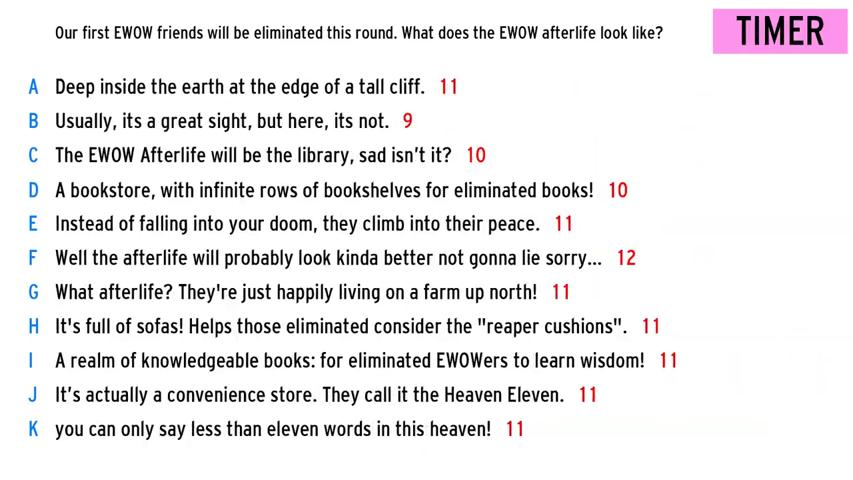 Our first EWOW friends will be eliminated this round. What does the EWOW afterlife look like?
TIMER
A Deep inside the earth at the edge of a tall cliff. 11
B Usually, its a great sight, but here, its not. 9
C The EWOW Afterlife will be the library, sad isn't it? 10
D A bookstore, with infinite rows of bookshelves for eliminated books! 10
E Instead of falling into your doom, they climb into their peace. 11
F Well the afterlife will probably look kinda better not gonna lie sorry... 12
G What afterlife? They're just happily living on a farm up north! 11
H It's full of sofas! Helps those eliminated consider the "reaper cushions". 11
I A realm of knowledgeable books: for eliminated EWOWers to learn wisdom! 11
J It's actually a convenience store. They call it the Heaven Eleven. 11
K you can only say less than eleven words in this heaven! 11